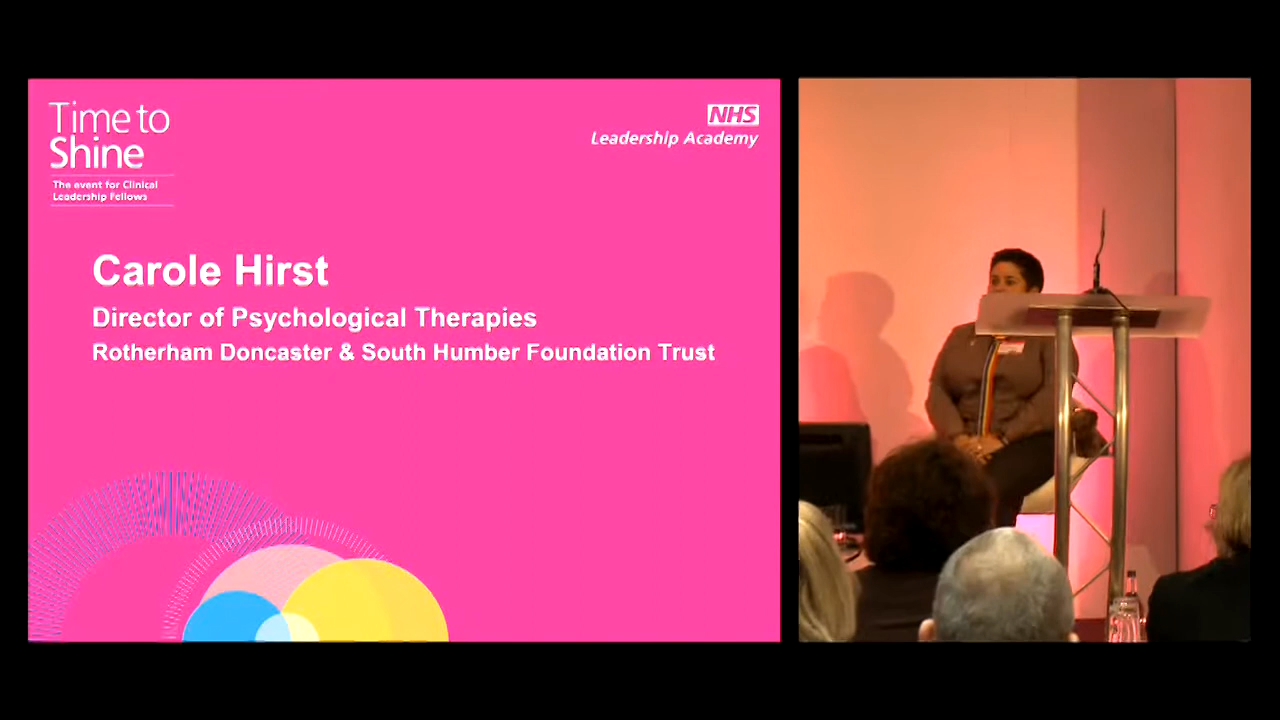 Time to
Shine
The event for Clinical
Leadership Fellows
NHS
Leadership Academy
Carole Hirst
Director of Psychological Therapies
Rotherham Doncaster & South Humber Foundation Trust